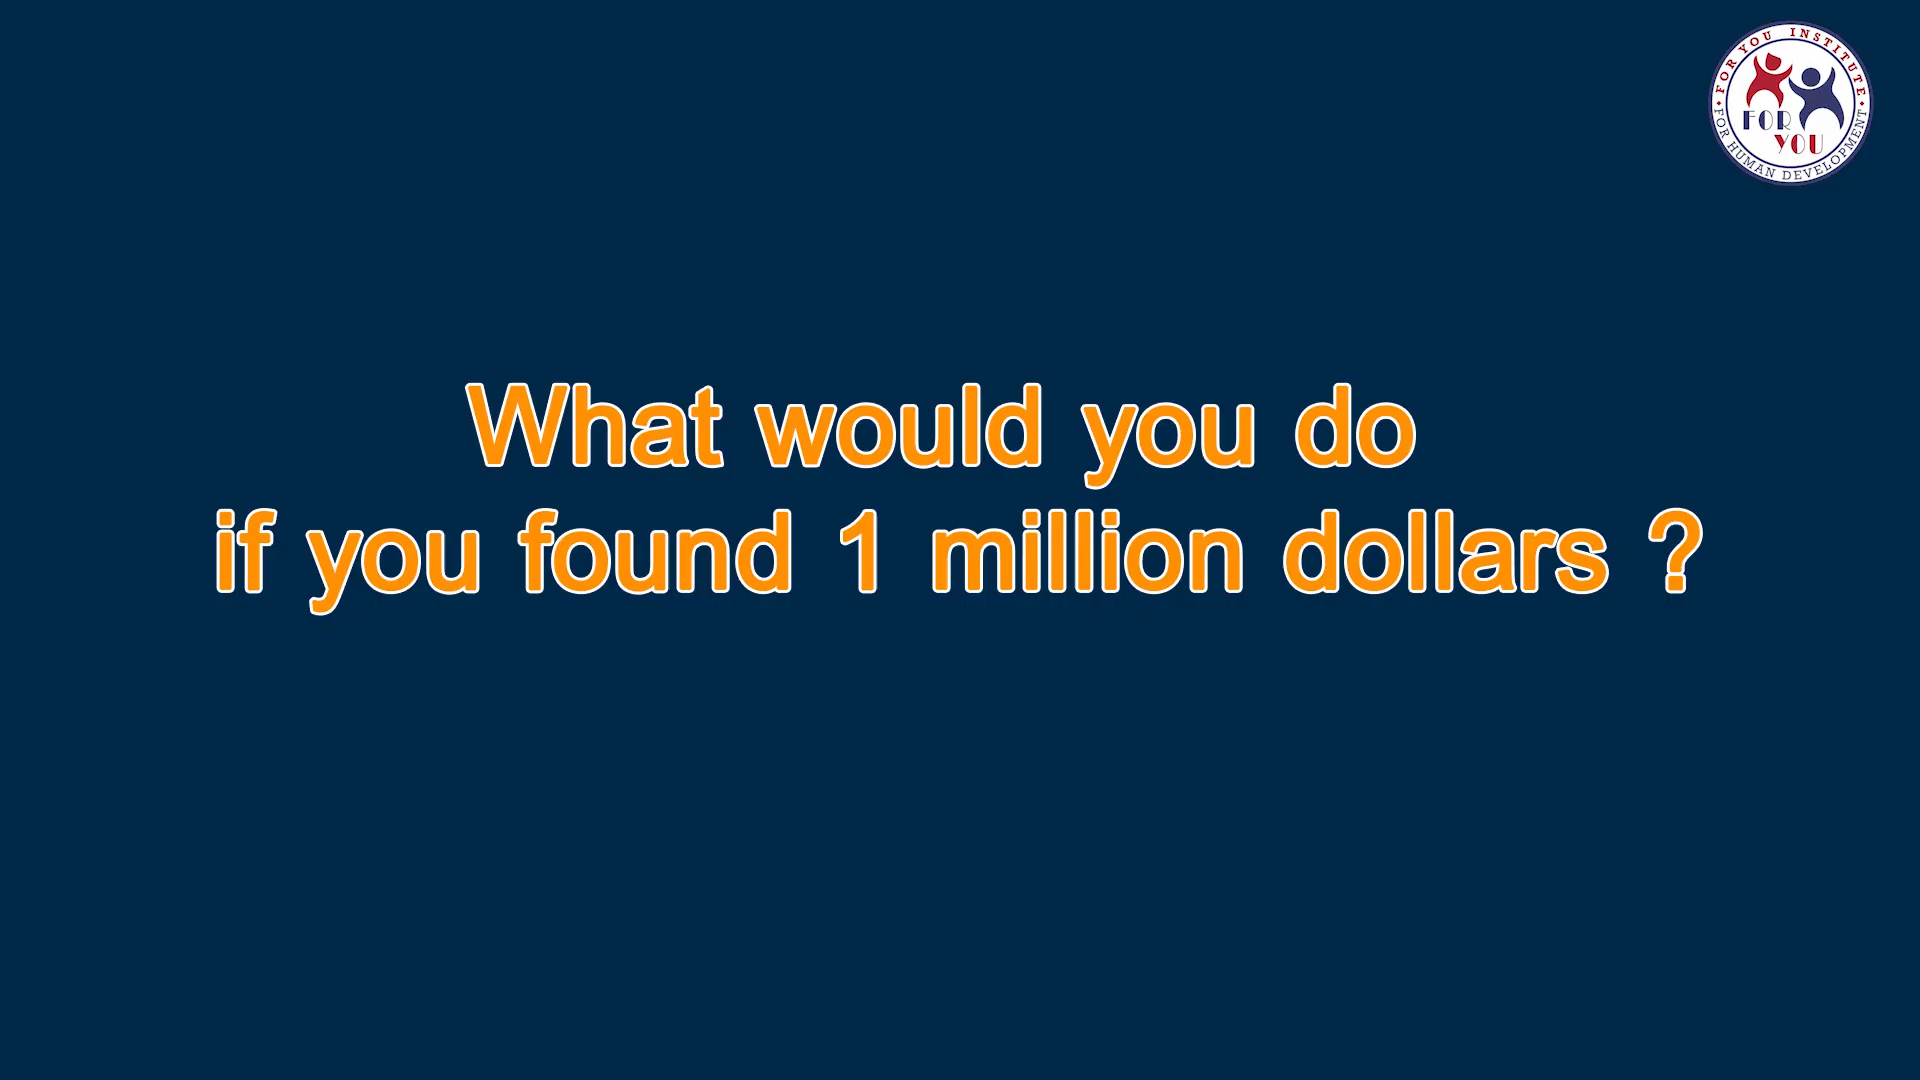 FOR YOU INSTITUTE
FOR YOU
FOR HUMAN DEVELOPMENT
What would you do
if you found 1 million dollars ?